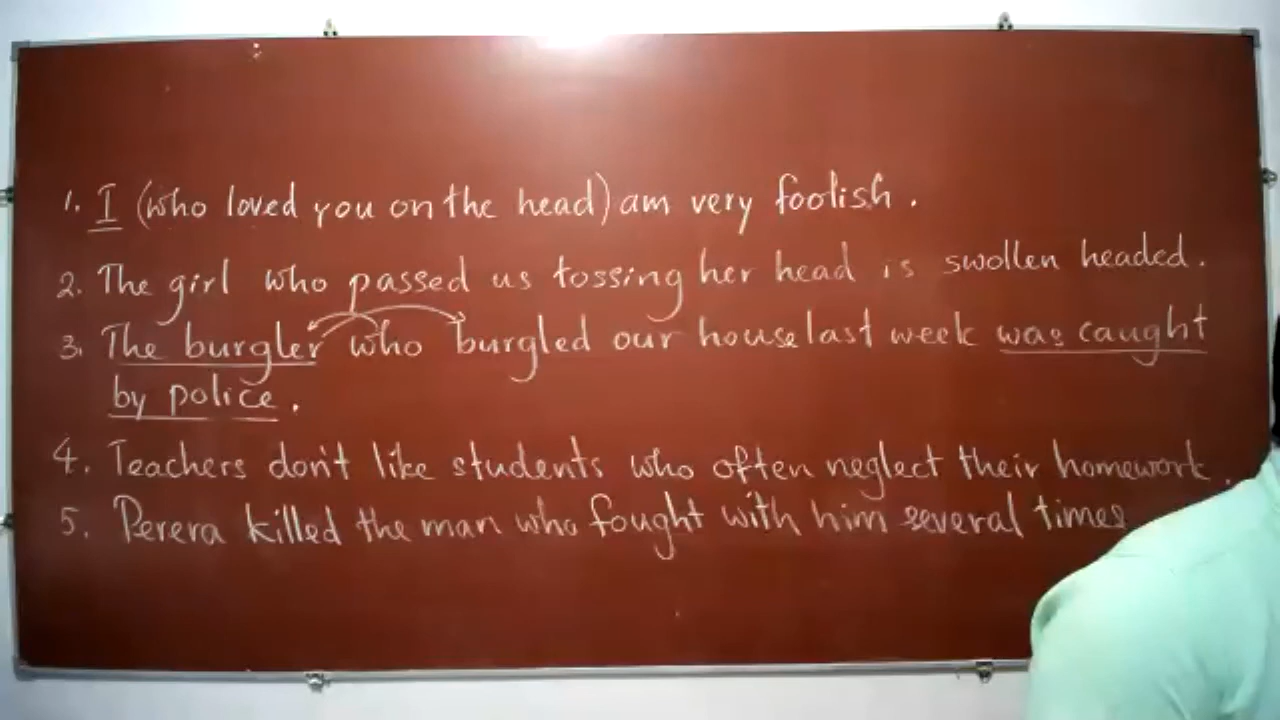 1. I (who loved you on the head) am very foolish.
2. The girl who passed us tossing her head is swollen headed.
3. The burgler who burgled our house last week was caught
by police.
4. Teachers don't like students who often neglect their homework.
5. Perera killed the man who fought with him several times